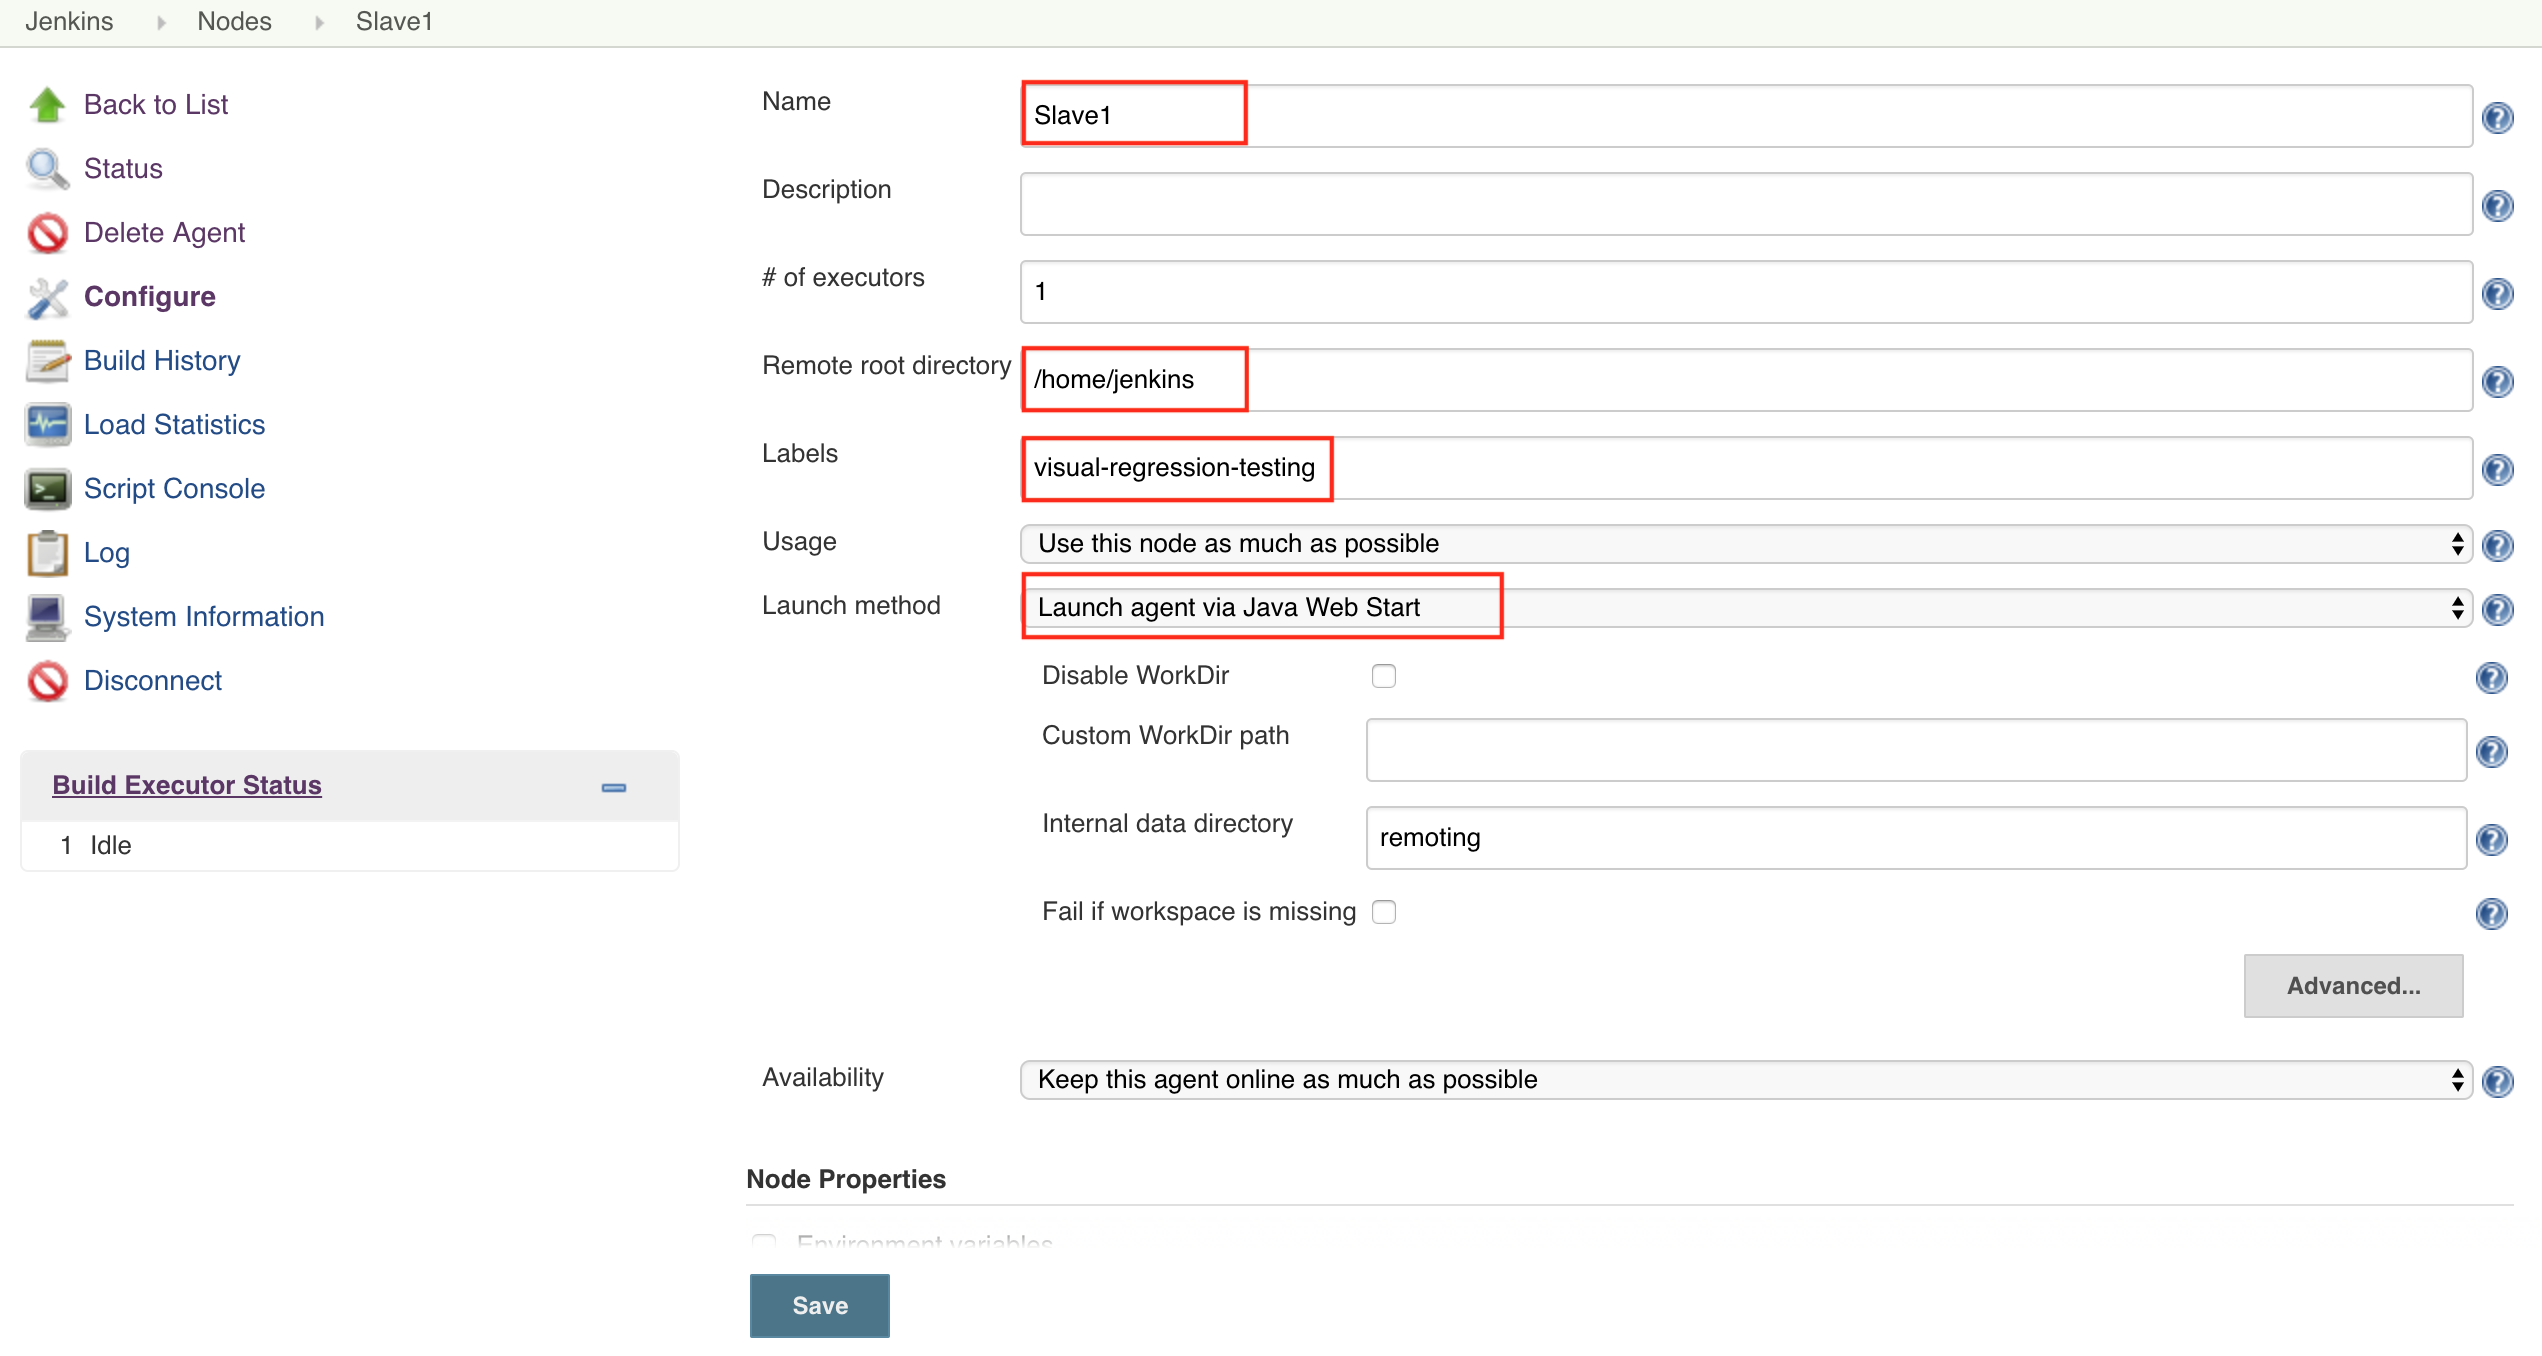 Jenkins Nodes Slave1
Back to List
Status
Delete Agent
Configure
Build History
Load Statistics
Script Console
Log
System Information
Disconnect
Build Executor Status
1 Idle
Name Slave1
Description
# of executors 1
Remote root directory /home/jenkins
Labels visual-regression-testing
Usage Use this node as much as possible
Launch method Launch agent via Java Web Start
Disable WorkDir
Custom WorkDir path
Internal data directory remoting
Fail if workspace is missing
Advanced...
Availability Keep this agent online as much as possible
Node Properties
Environment variables
Save